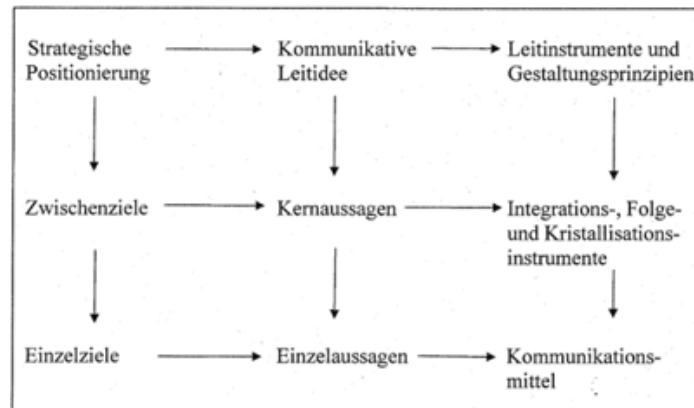 Strategische
Positionierung
Kommunikative
Leitidee
Leitinstrumente und
Gestaltungsprinzipien
Zwischenziele
Kernaussagen
Integrations-, Folge-
und Kristallisations-
instrumente
Einzelziele
Einzelaussagen
Kommunikations-
mittel